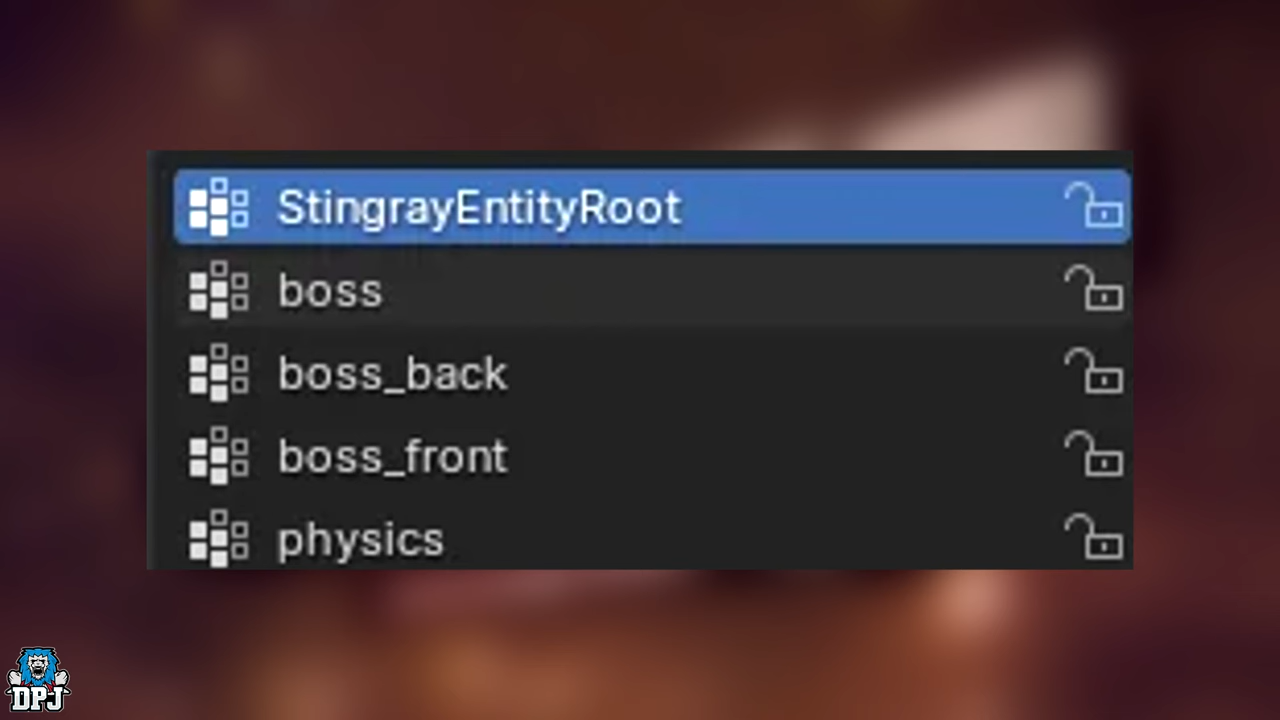 StingrayEntityRoot
boss
boss_back
boss_front
physics
DPJ